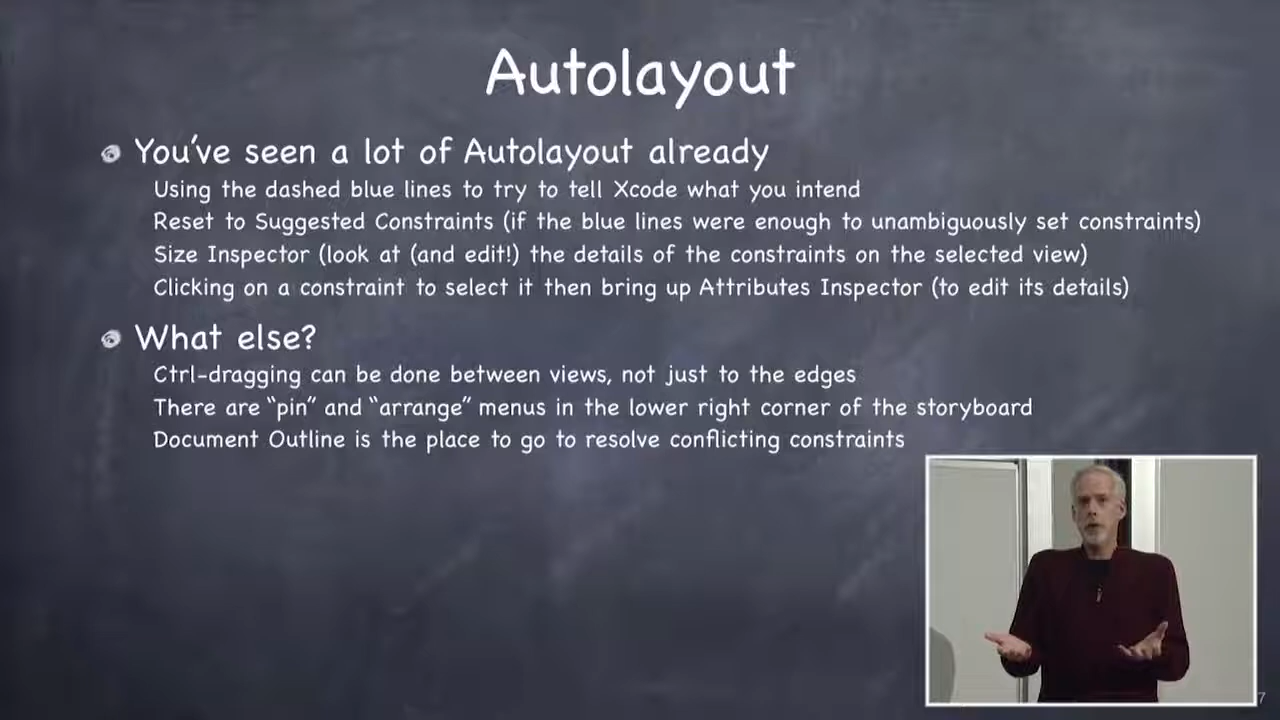 Autolayout
You've seen a lot of Autolayout already
Using the dashed blue lines to try to tell Xcode what you intend
Reset to Suggested Constraints (if the blue lines were enough to unambiguously set constraints)
Size Inspector (look at (and edit!) the details of the constraints on the selected view)
Clicking on a constraint to select it then bring up Attributes Inspector (to edit its details)
What else?
Ctrl-dragging can be done between views, not just to the edges
There are “pin” and “arrange” menus in the lower right corner of the storyboard
Document Outline is the place to go to resolve conflicting constraints